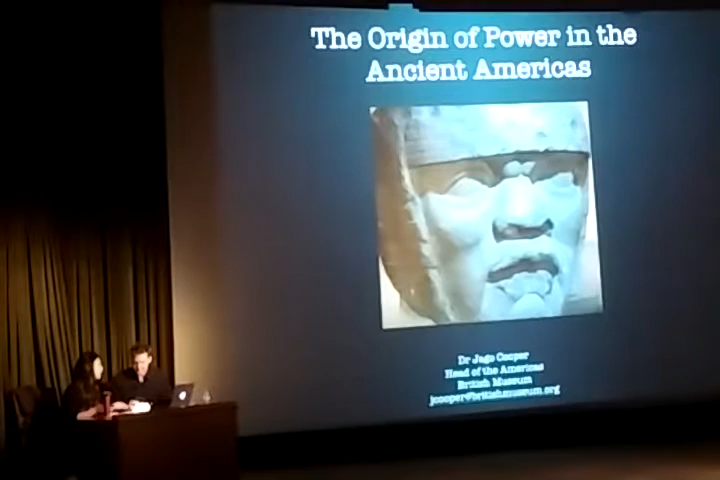 The Origin of Power in the
Ancient Americas
Dr Jago Cooper
Head of the Americas
British Museum
jcooper@britishmuseum.org